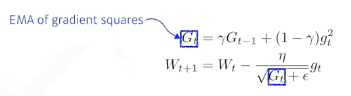 EMA of gradient squares
G_t = γG_{t-1} + (1 − γ)g_t^2
W_{t+1} = W_t − η/√(G_t + ϵ) g_t